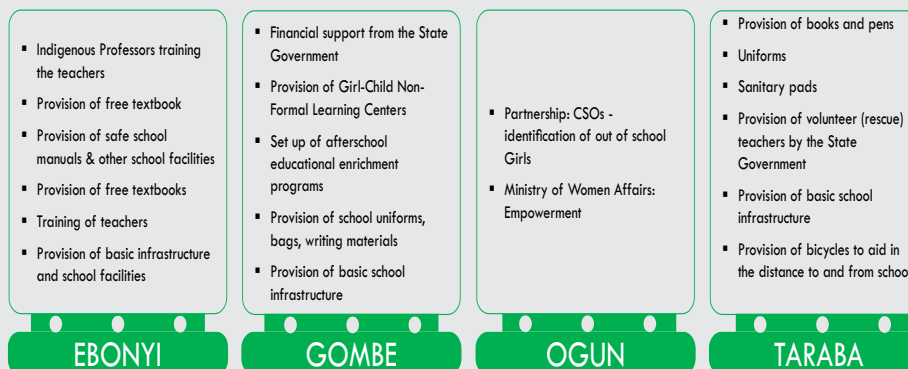 ▪ Indigenous Professors training
the teachers
▪ Provision of free textbook
▪ Provision of safe school
manuals & other school facilities
▪ Provision of free textbooks
▪ Training of teachers
▪ Provision of basic infrastructure
and school facilities
EBONYI
▪ Financial support from the State
Government
▪ Provision of Girl-Child Non-
Formal Learning Centers
▪ Set up of afterschool
educational enrichment
programs
▪ Provision of school uniforms,
bags, writing materials
▪ Provision of basic school
infrastructure
GOMBE
▪ Partnership: CSOs -
identification of out of school
Girls
▪ Ministry of Women Affairs:
Empowerment
OGUN
▪ Provision of books and pens
▪ Uniforms
▪ Sanitary pads
▪ Provision of volunteer (rescue)
teachers by the State
Government
▪ Provision of basic school
infrastructure
▪ Provision of bicycles to aid in
the distance to and from school
TARABA